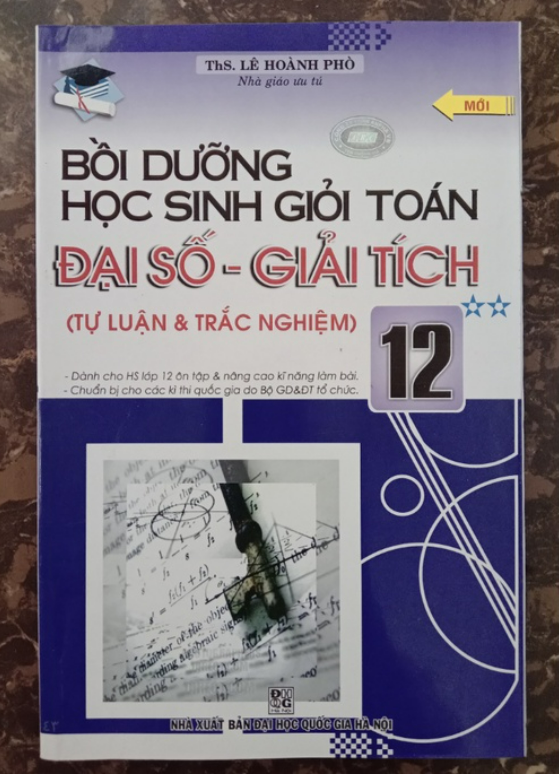 ThS. LÊ HOÀNH PHÒ
Nhà giáo ưu tú
MỚI
BỒI DƯỠNG
HỌC SINH GIỎI TOÁN
ĐẠI SỐ - GIẢI TÍCH
(TỰ LUẬN & TRẮC NGHIỆM)
12
- Dành cho HS lớp 12 ôn tập & nâng cao kĩ năng làm bài.
- Chuẩn bị cho các kì thi quốc gia do Bộ GD&ĐT tổ chức.
NHÀ XUẤT BẢN ĐẠI HỌC QUỐC GIA HÀ NỘI